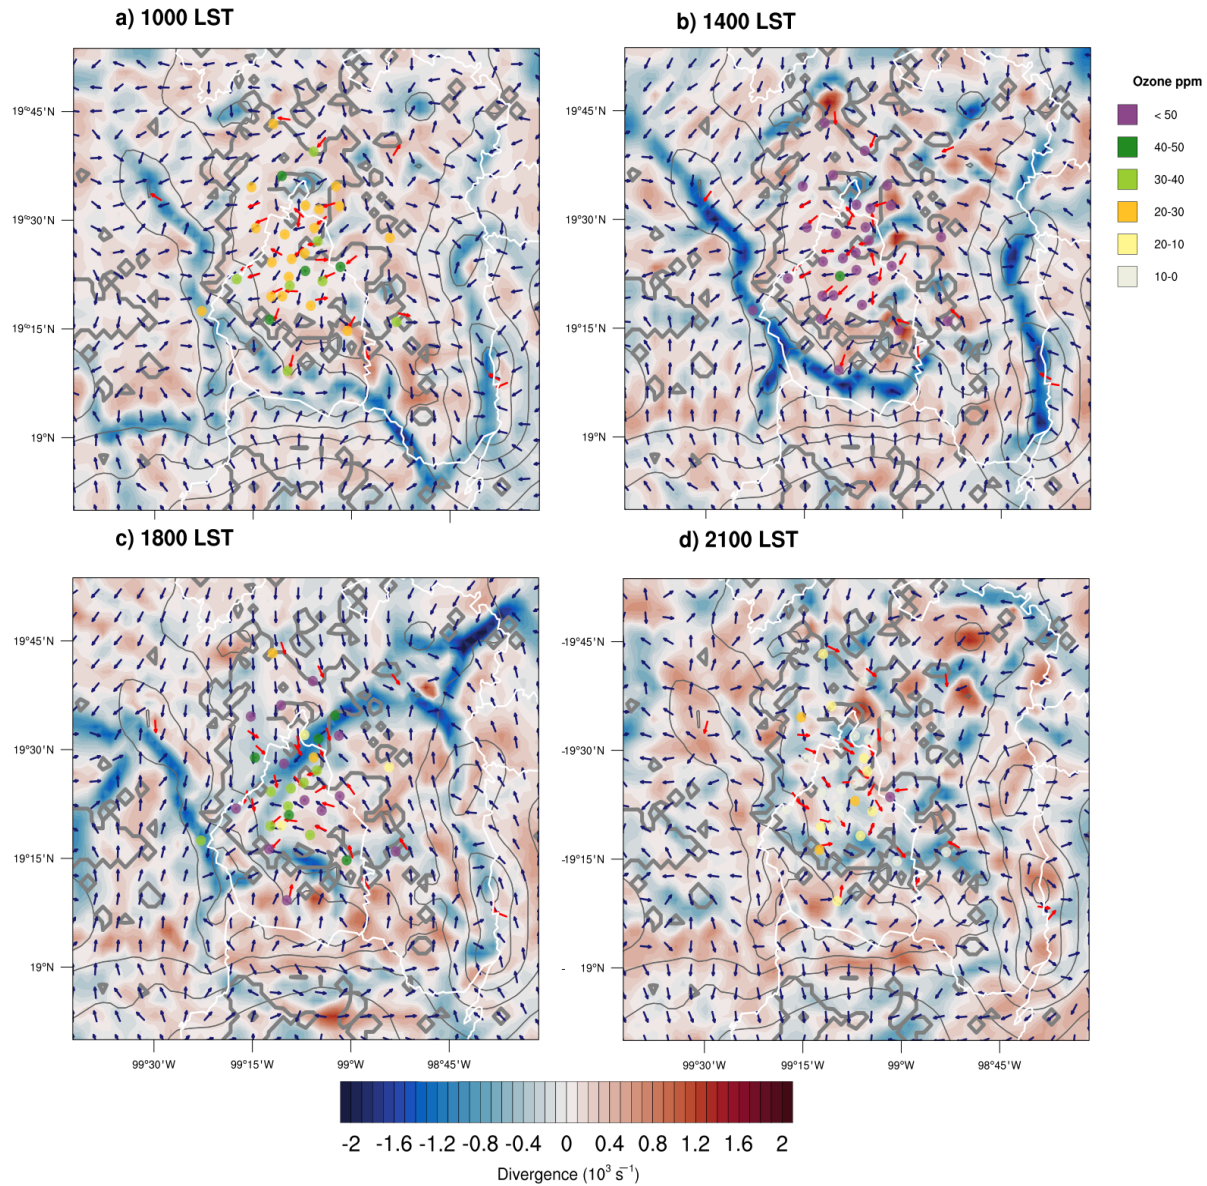 a) 1000 LST
b) 1400 LST
Ozone ppm
< 50
40-50
30-40
20-30
20-10
10-0
19°45'N
19°30'N
19°15'N
19°N
19°45'N
19°30'N
19°15'N
19°N
c) 1800 LST
d) 2100 LST
19°45'N
19°30'N
19°15'N
19°N
-19°45'N
-19°30'N
-19°15'N
- 19°N
99°30'W 99°15'W 99°W 98°45'W
99°30'W 99°15'W 99°W 98°45'W
-2 -1.6 -1.2 -0.8 -0.4 0 0.4 0.8 1.2 1.6 2
Divergence (10³ s⁻¹)